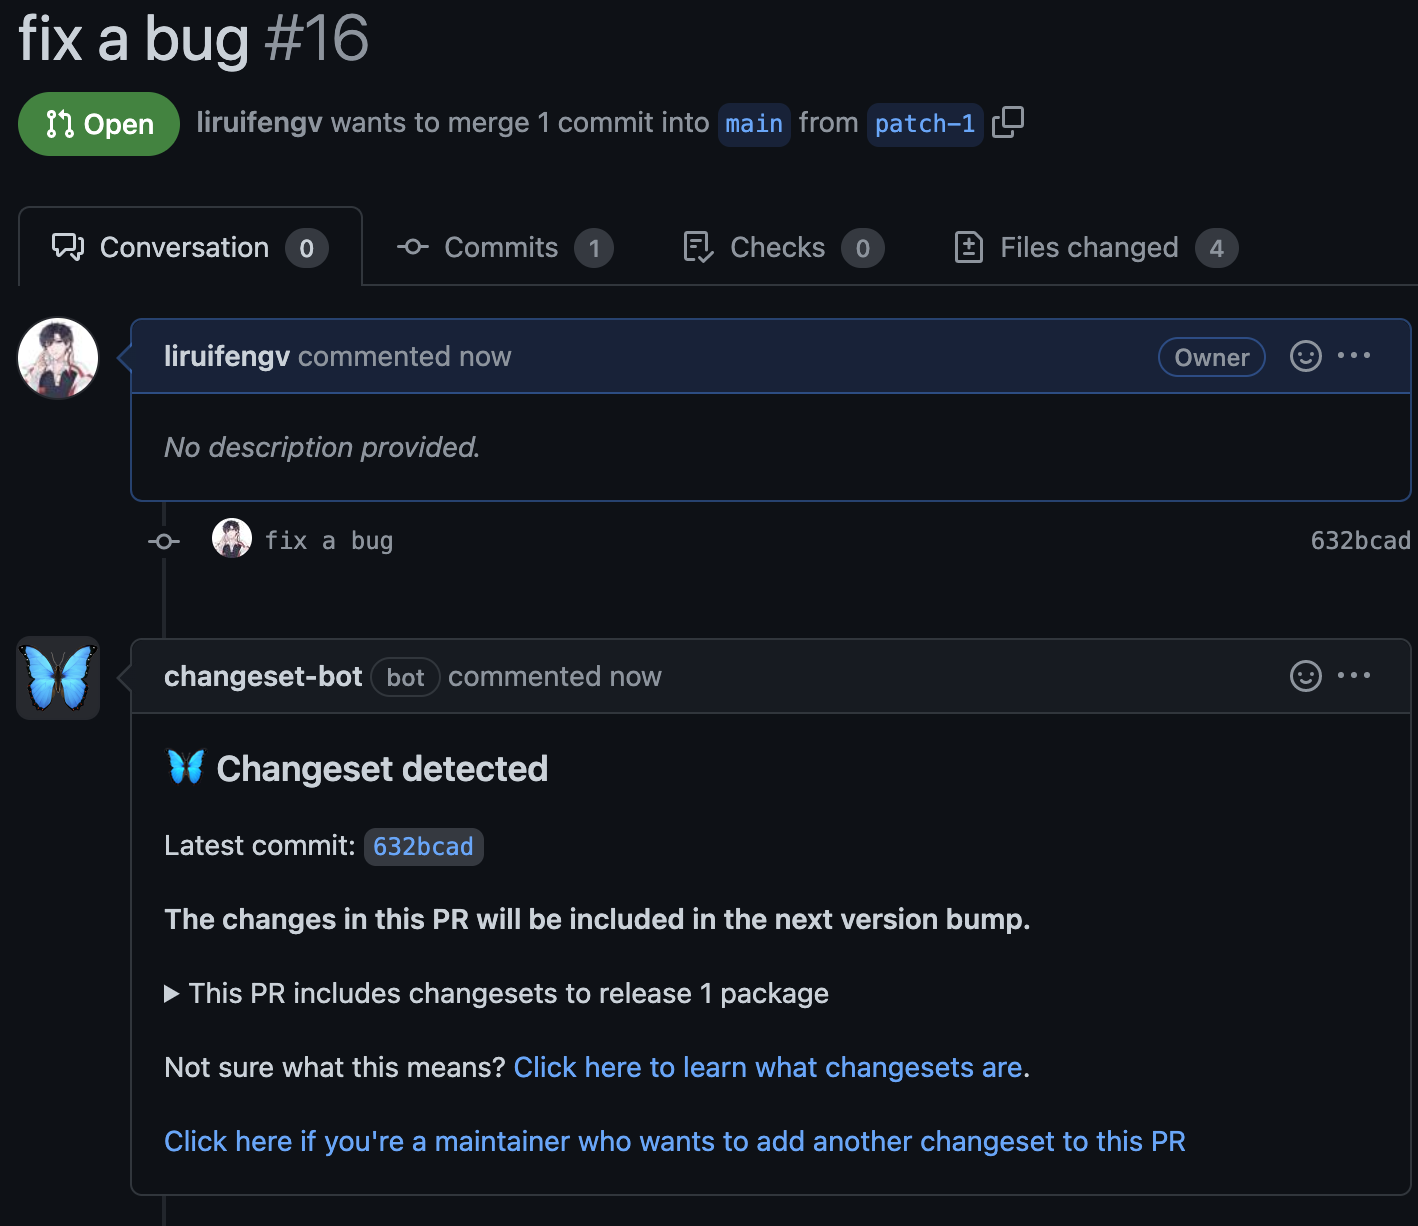 fix a bug #16
Open liruifengv wants to merge 1 commit into main from patch-1
Conversation 0 Commits 1 Checks 0 Files changed 4
liruifengv commented now Owner
No description provided.
fix a bug 632bcad
changeset-bot bot commented now
🦋 Changeset detected
Latest commit: 632bcad
The changes in this PR will be included in the next version bump.
▶ This PR includes changesets to release 1 package
Not sure what this means? Click here to learn what changesets are.
Click here if you're a maintainer who wants to add another changeset to this PR